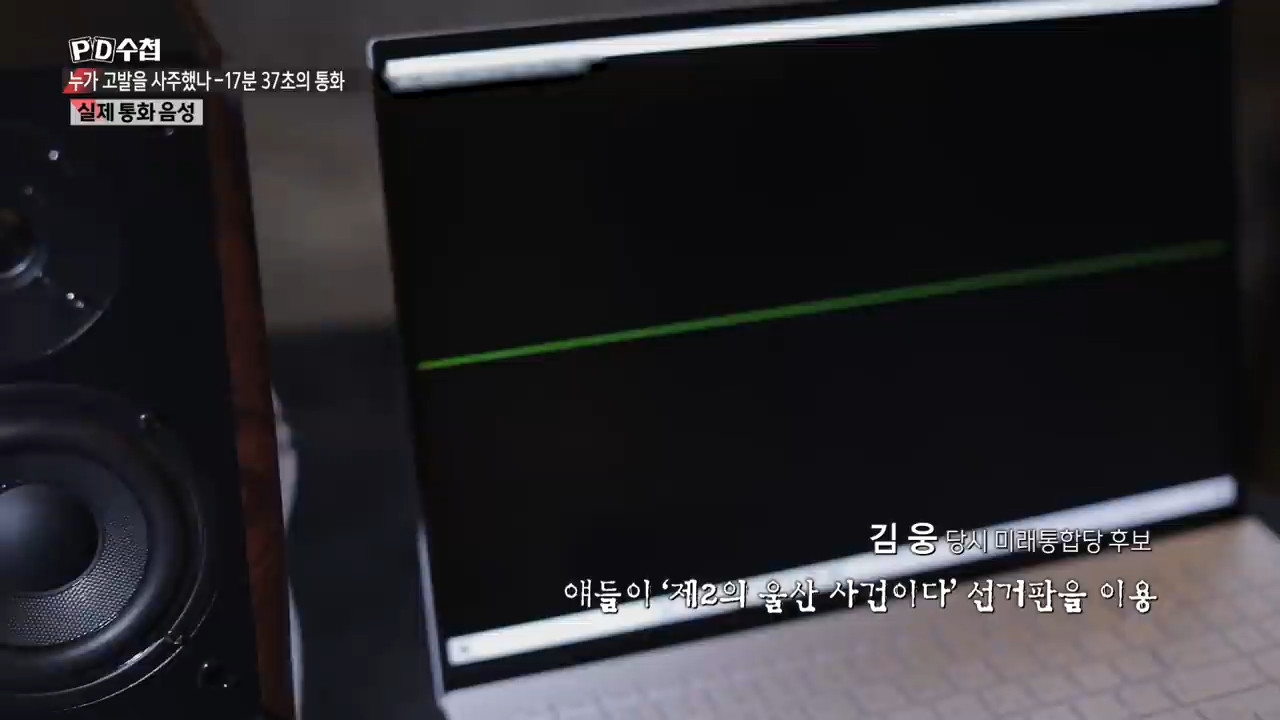 PD수첩
누가 고발을 사주했나-17분 37초의 통화
실제 통화 음성
김 웅 당시 미래통합당 후보
얘들이 '제2의 울산 사건이다' 선거판을 이용